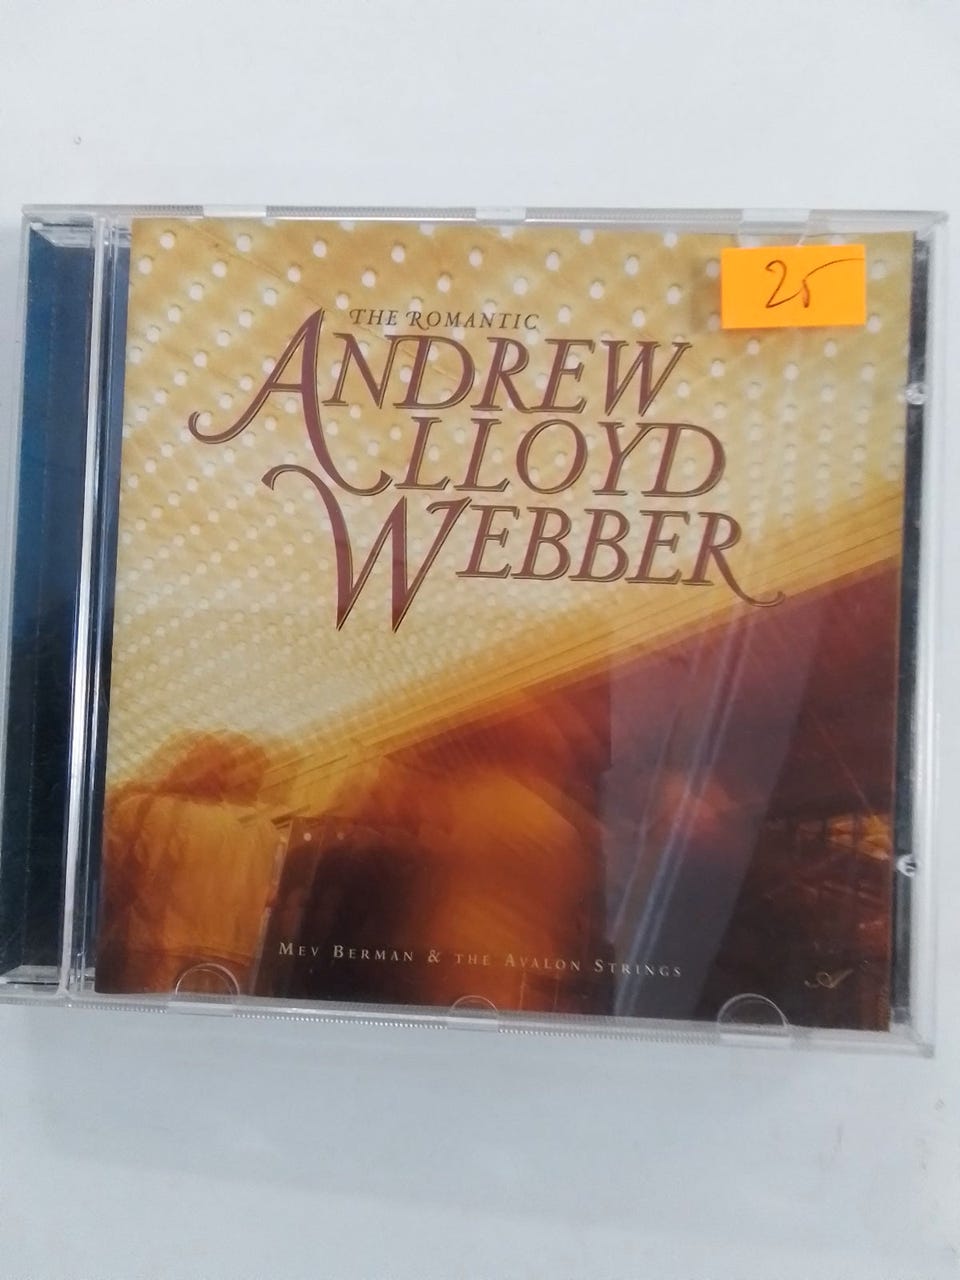 25
THE ROMANTIC
ANDREW
LLOYD
WEBBER
MEV BERMAN & THE AVALON STRINGS